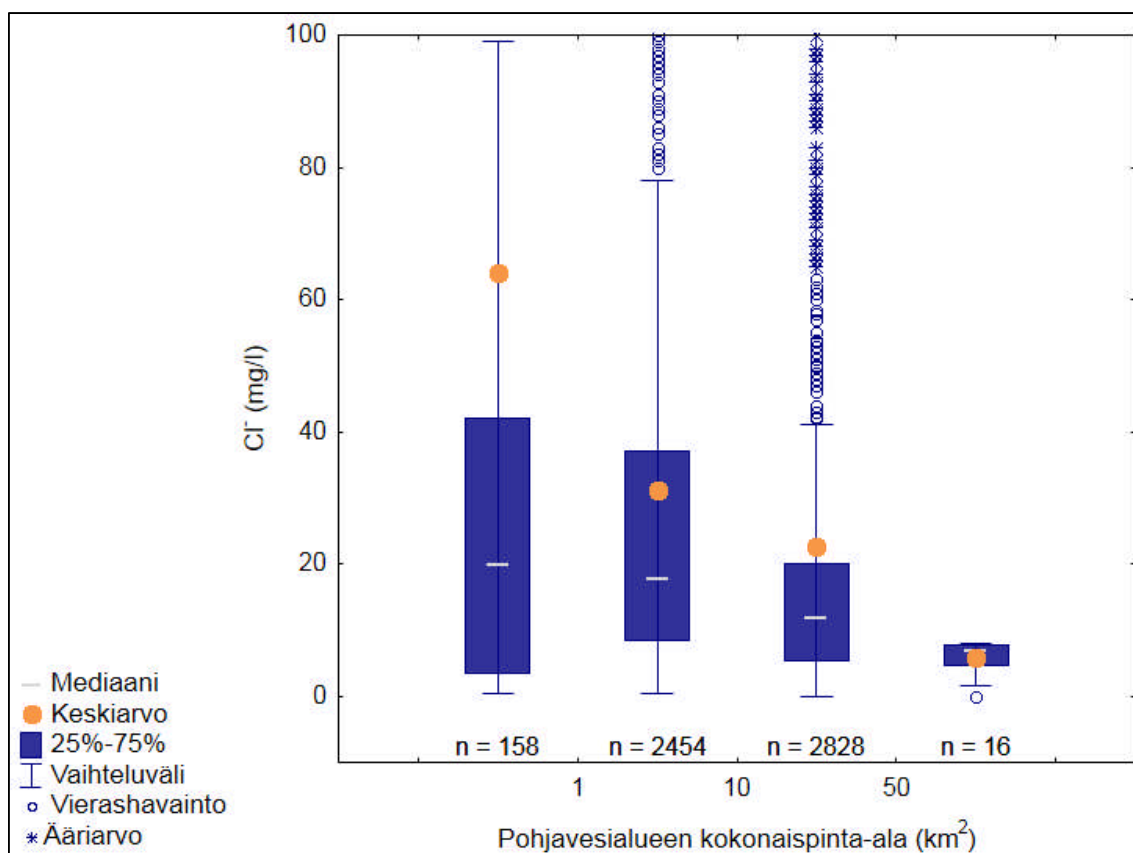 100
80
60
40
20
0
Cl⁻ (mg/l)
n = 158 n = 2454 n = 2828 n = 16
1 10 50
Pohjavesialueen kokonaispinta-ala (km²)
Mediaani
Keskiarvo
25%-75%
Vaihteluväli
Vierashavainto
Ääriarvo